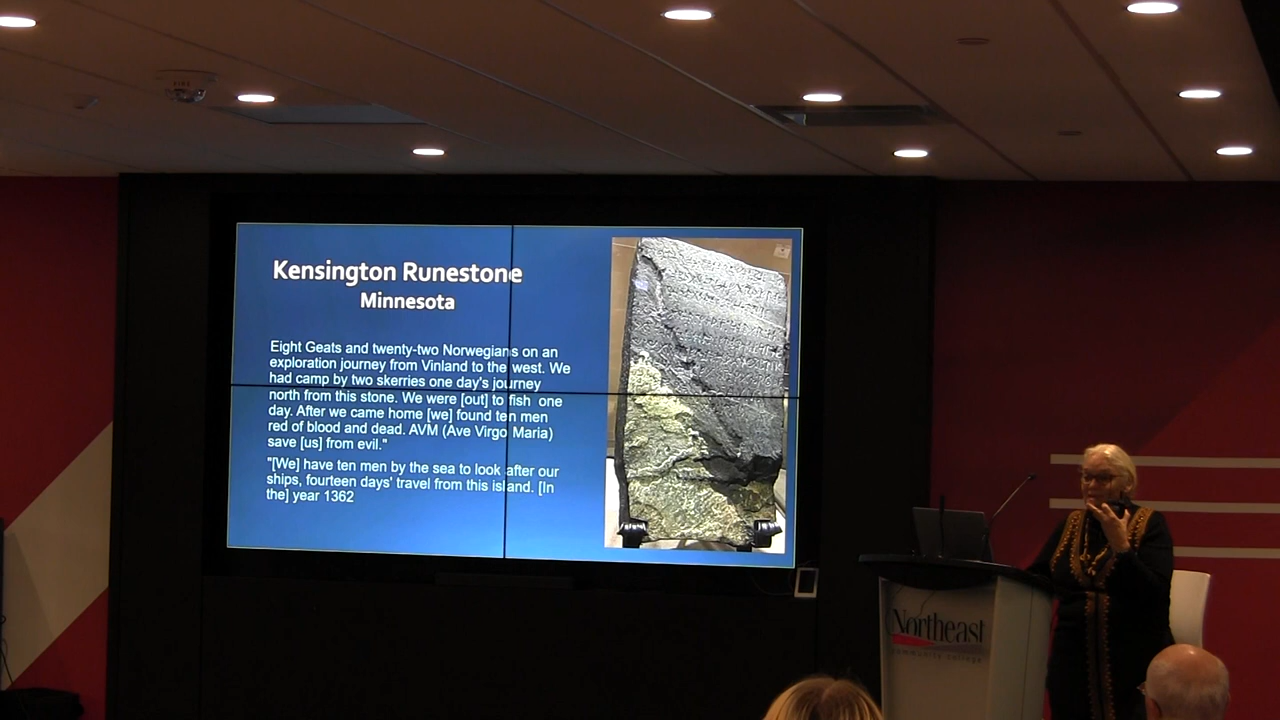 Kensington Runestone
Minnesota
Eight Geats and twenty-two Norwegians on an
exploration journey from Vinland to the west. We
had camp by two skerries one day's journey
north from this stone. We were [out] to fish one
day. After we came home [we] found ten men
red of blood and dead. AVM (Ave Virgo Maria)
save [us] from evil."
"[We] have ten men by the sea to look after our
ships, fourteen days' travel from this island. [In
the] year 1362
Northeast
community college